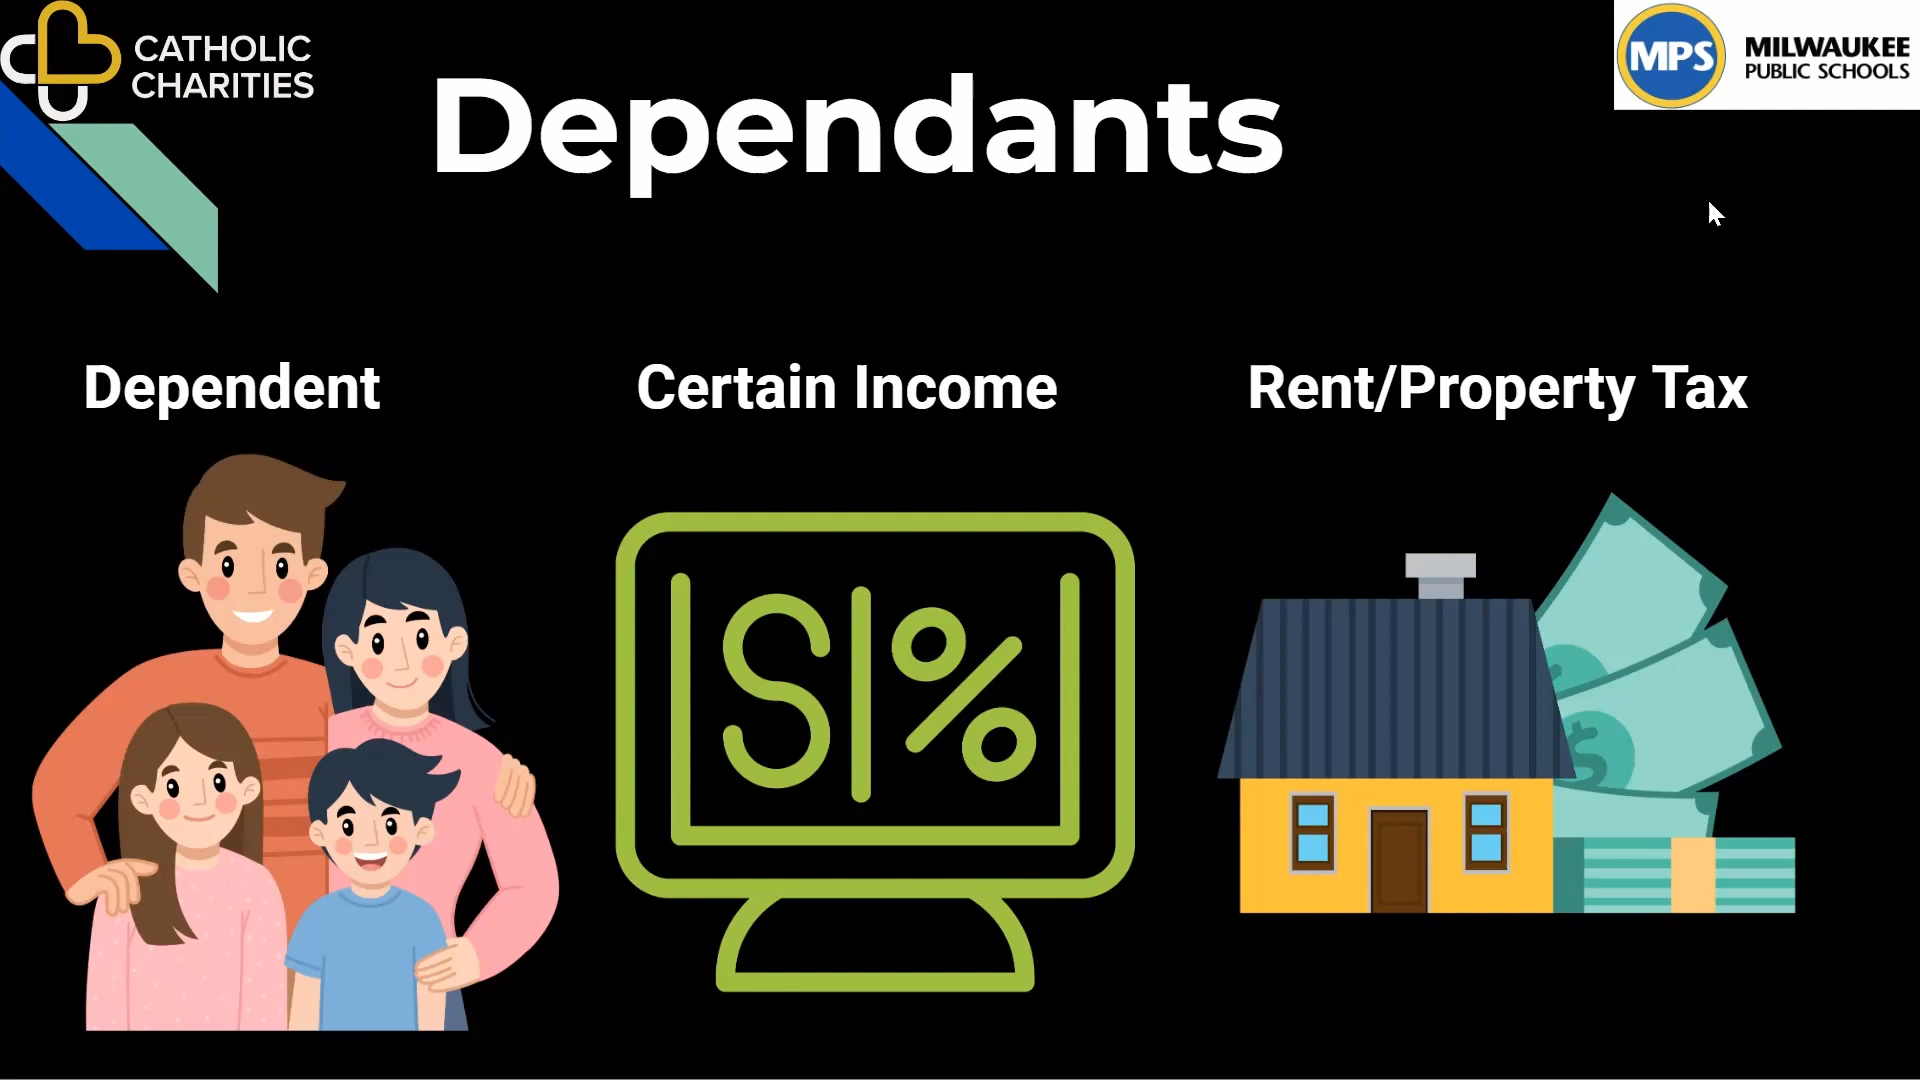 CATHOLIC
CHARITIES
Dependants
MPS
MILWAUKEE
PUBLIC SCHOOLS
Dependent
Certain Income
Rent/Property Tax
S|%
$